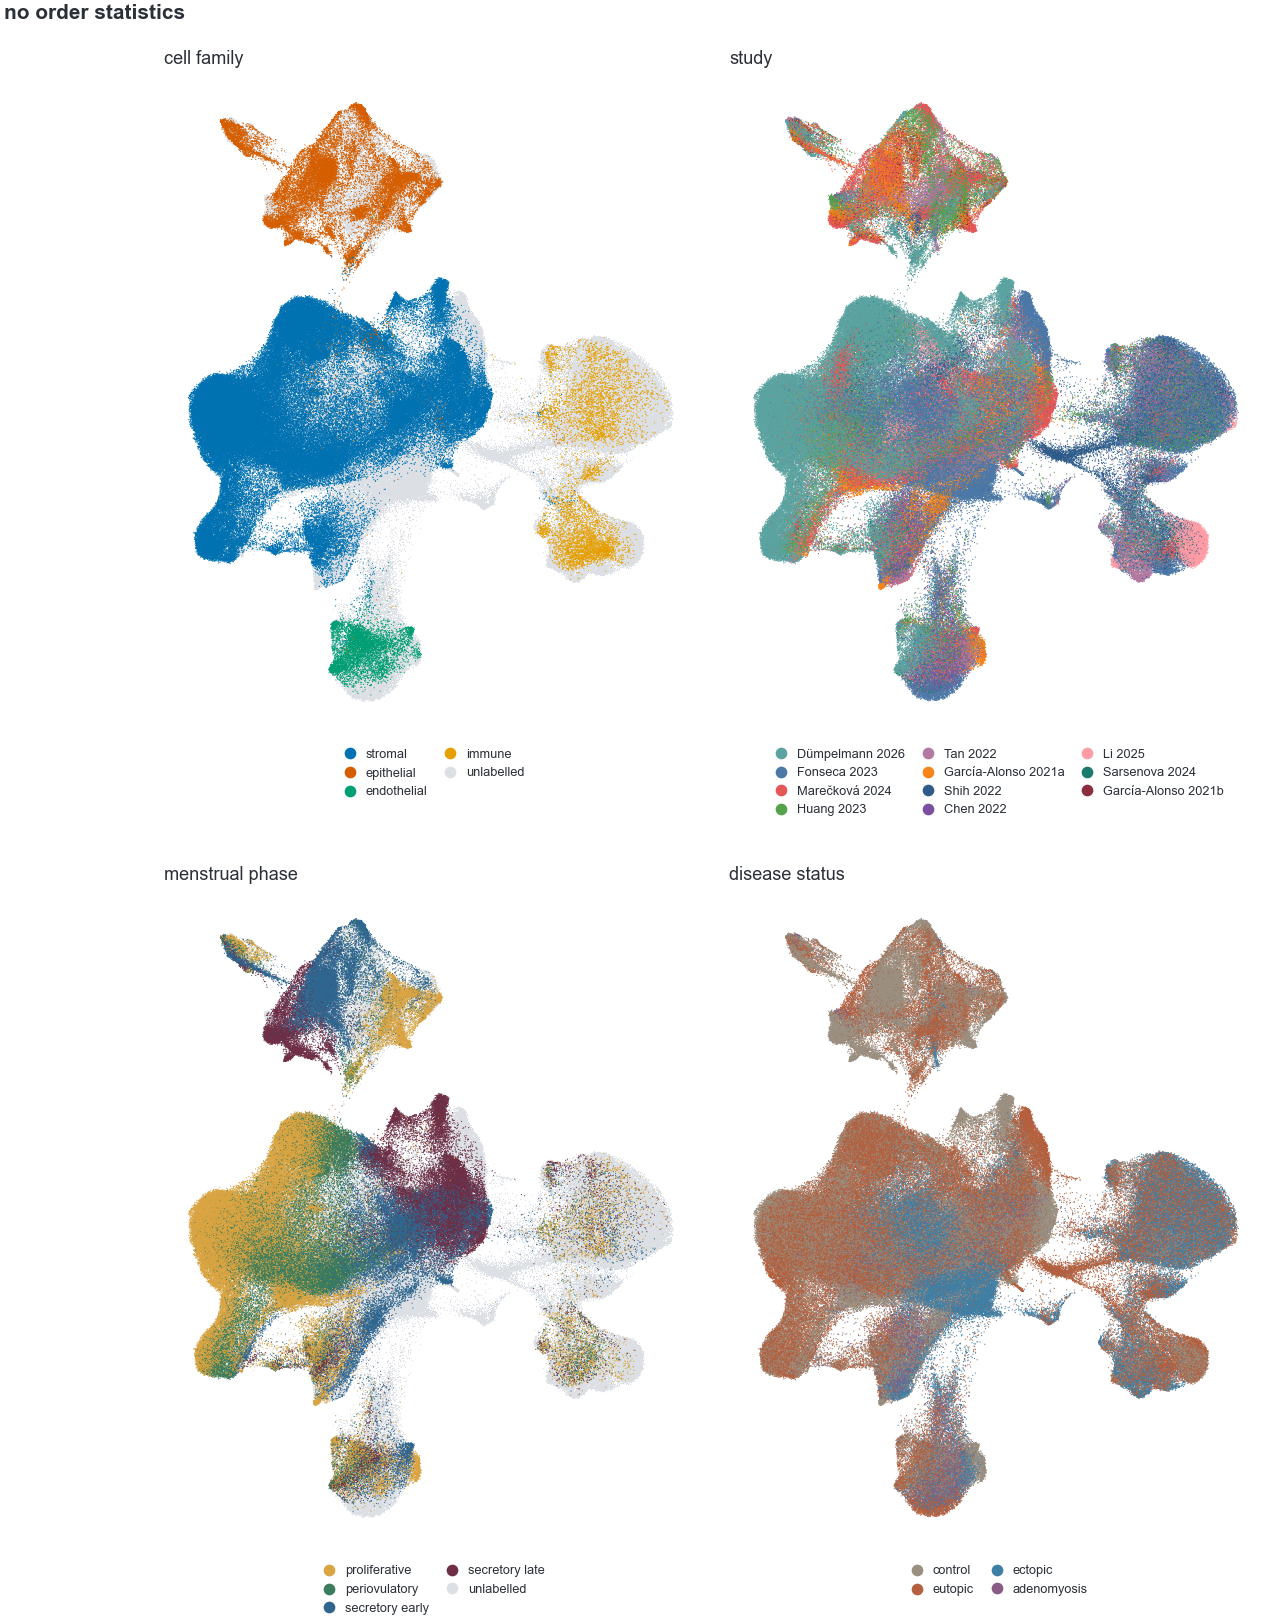 no order statistics
cell family
study
stromal
epithelial
endothelial
immune
unlabelled
Dümpelmann 2026
Fonseca 2023
Marečková 2024
Huang 2023
Tan 2022
García-Alonso 2021a
Shih 2022
Chen 2022
Li 2025
Sarsenova 2024
García-Alonso 2021b
menstrual phase
disease status
proliferative
periovulatory
secretory early
secretory late
unlabelled
control
eutopic
ectopic
adenomyosis